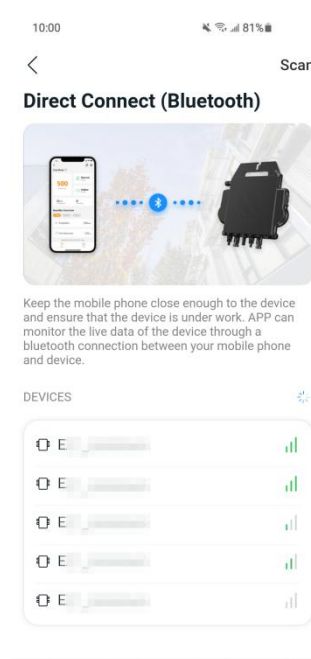 10:00
81%
Scan
Direct Connect (Bluetooth)
500
Keep the mobile phone close enough to the device
and ensure that the device is under work. APP can
monitor the live data of the device through a
bluetooth connection between your mobile phone
and device.
DEVICES
E
E
E
E
E